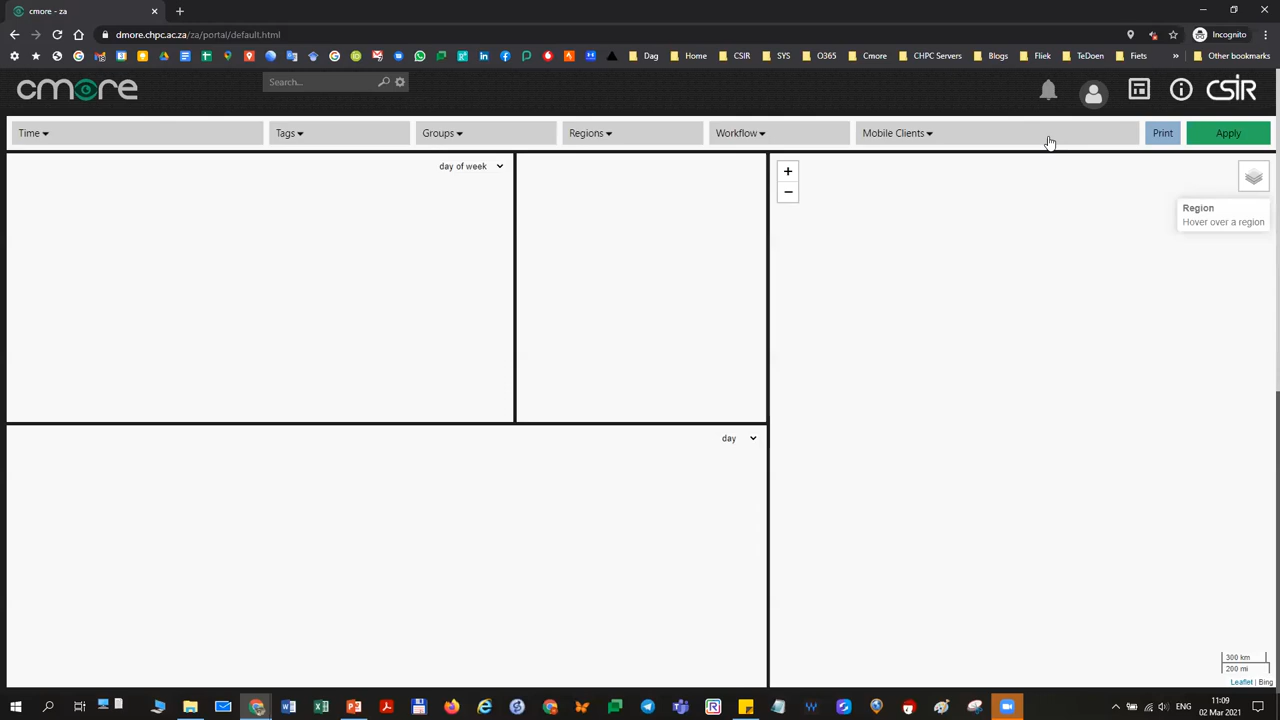 cmore - za
dmore.chpc.ac.za/za/portal/default.html
Incognito
Dag
Home
CSIR
SYS
O365
Cmore
CHPC Servers
Blogs
Fliek
TeDoen
Fiets
»
Other bookmarks
cmore
Search...
CSIR
Time
Tags
Groups
Regions
Workflow
Mobile Clients
Print
Apply
day of week
+
−
Region
Hover over a region
day
300 km
200 mi
Leaflet | Bing
ENG
11:09
02 Mar 2021